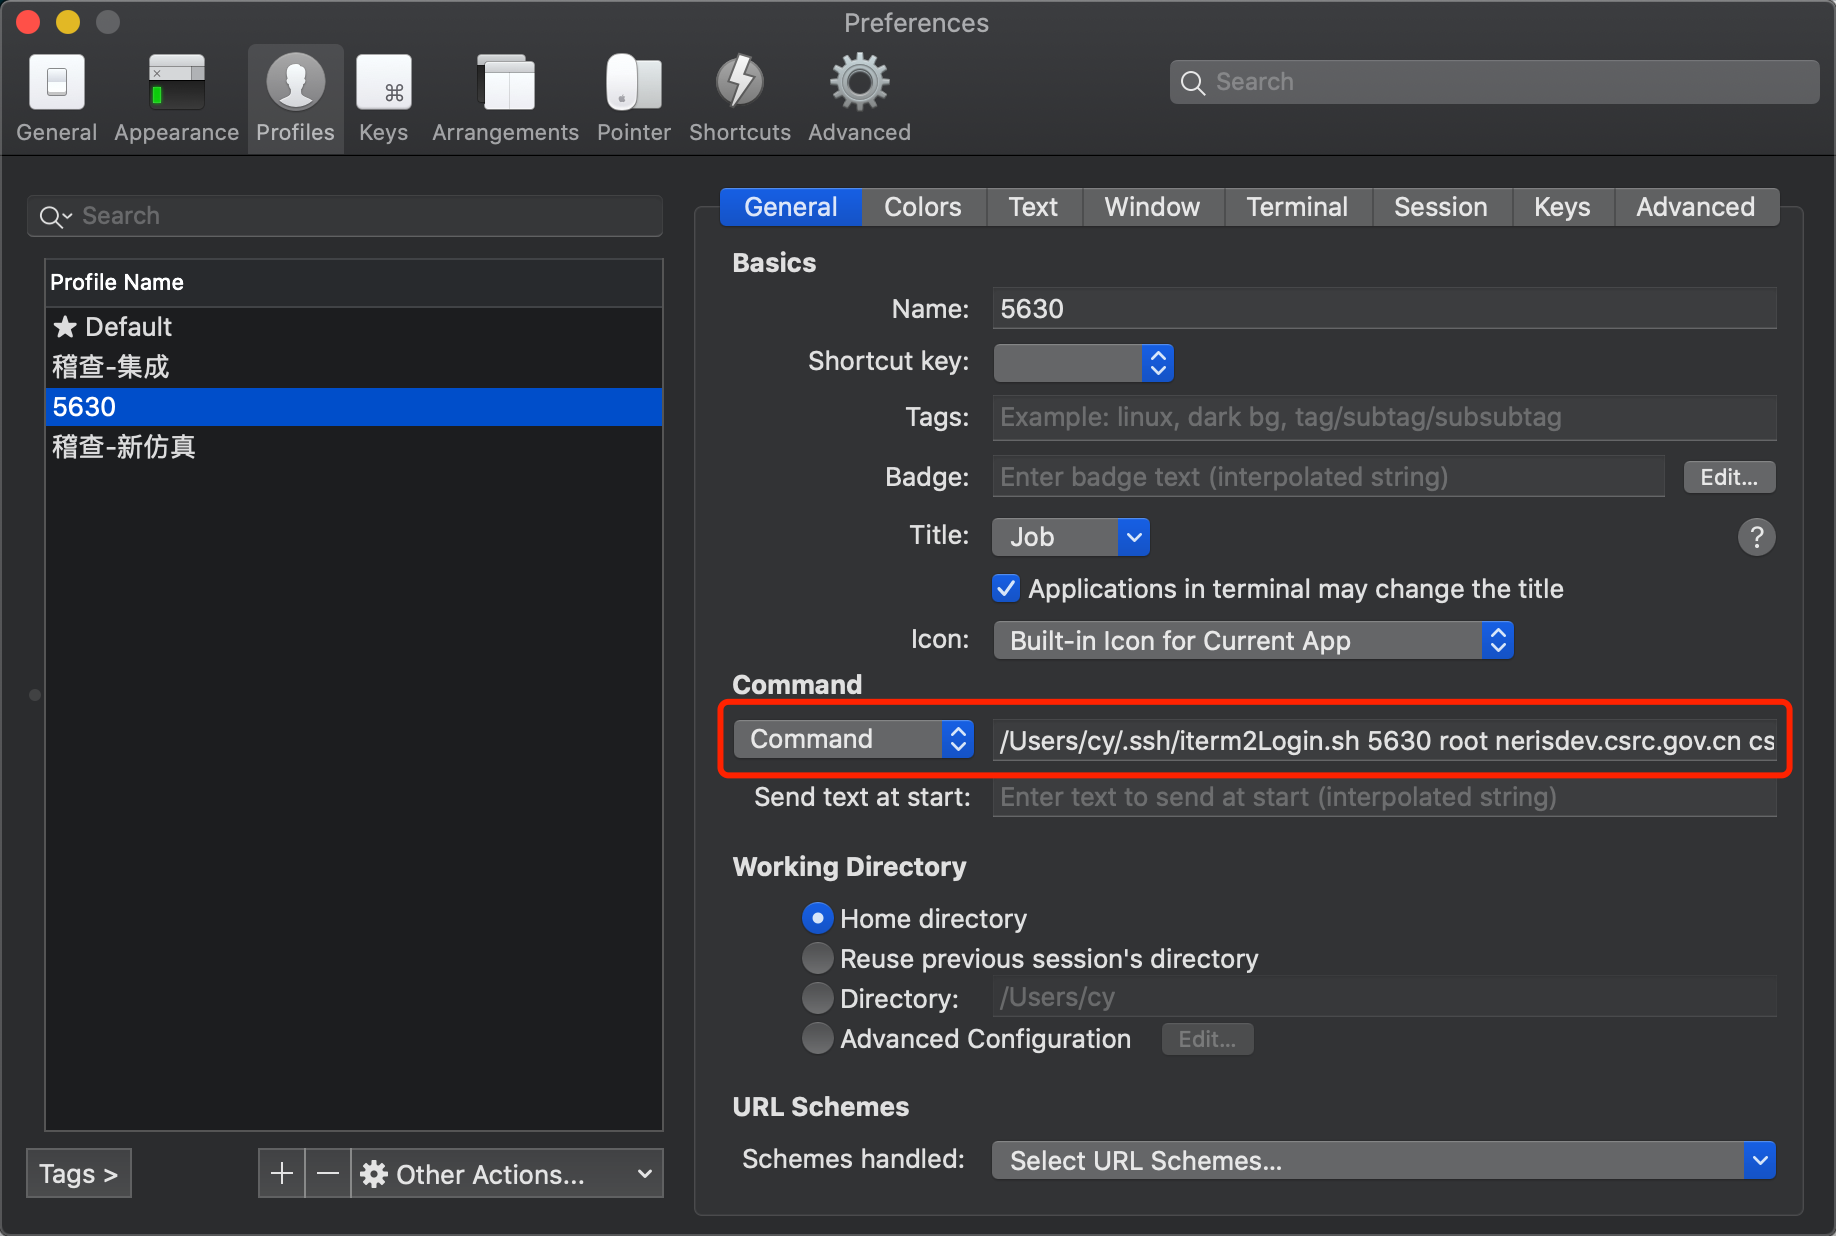 Preferences
General Appearance Profiles Keys Arrangements Pointer Shortcuts Advanced
Search
Search
Profile Name
★ Default
稽查-集成
5630
稽查-新仿真
Tags >
Other Actions...
General Colors Text Window Terminal Session Keys Advanced
Basics
Name: 5630
Shortcut key:
Tags: Example: linux, dark bg, tag/subtag/subsubtag
Badge: Enter badge text (interpolated string) Edit...
Title: Job ?
Applications in terminal may change the title
Icon: Built-in Icon for Current App
Command
Command /Users/cy/.ssh/iterm2Login.sh 5630 root nerisdev.csrc.gov.cn cs
Send text at start: Enter text to send at start (interpolated string)
Working Directory
Home directory
Reuse previous session's directory
Directory: /Users/cy
Advanced Configuration Edit...
URL Schemes
Schemes handled: Select URL Schemes...